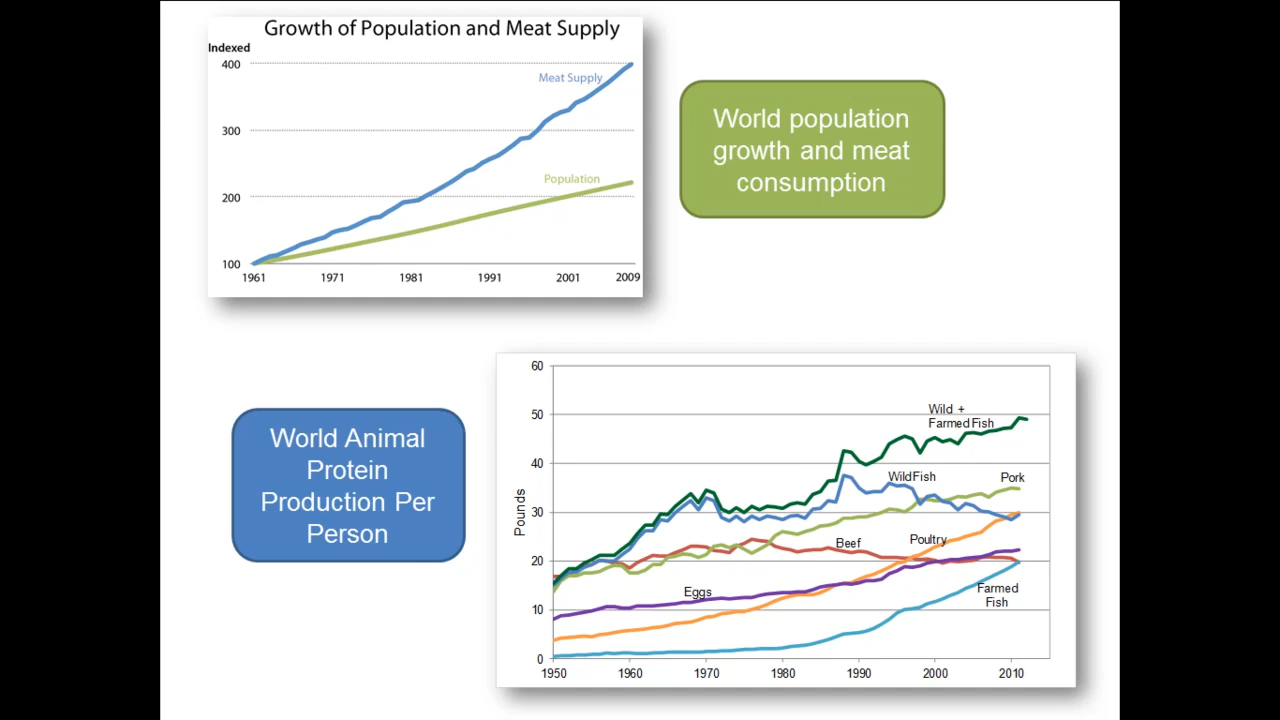 Growth of Population and Meat Supply
Indexed
400
Meat Supply
300
Population
200
100
1961 1971 1981 1991 2001 2009
World population
growth and meat
consumption
World Animal
Protein
Production Per
Person
60
50
Wild +
Farmed Fish
40
Wild Fish
Pork
Pounds
30
Beef
Poultry
20
Eggs
Farmed
Fish
10
0
1950 1960 1970 1980 1990 2000 2010